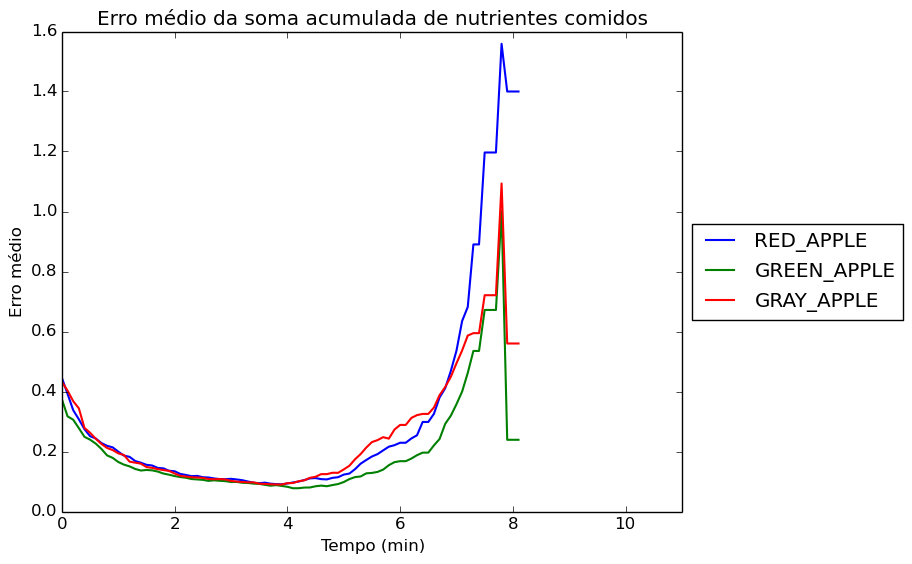 Erro médio da soma acumulada de nutrientes comidos
1.6
1.4
1.2
1.0
0.8
0.6
0.4
0.2
0.0
Erro médio
0 2 4 6 8 10
Tempo (min)
RED_APPLE
GREEN_APPLE
GRAY_APPLE